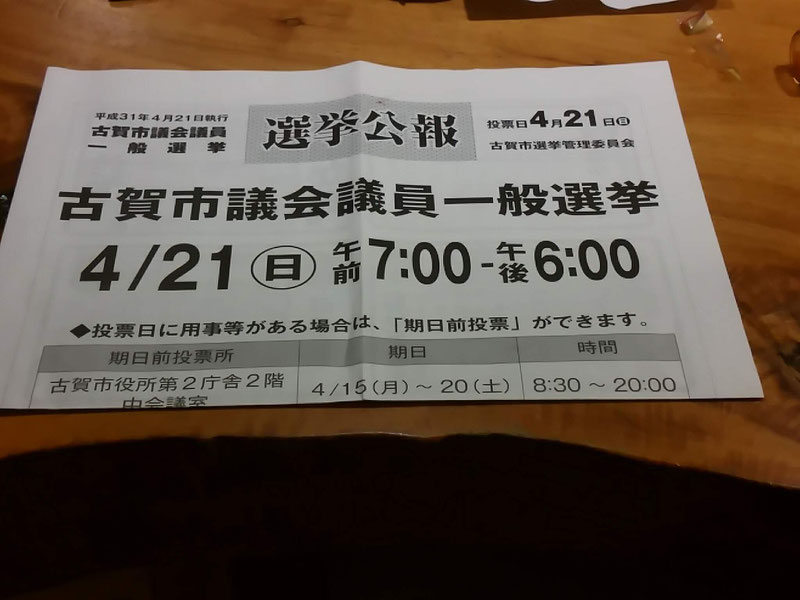 平成31年4月21日執行
古賀市議会議員
一般選挙
選挙公報
投票日4月21日㊐
古賀市選挙管理委員会
古賀市議会議員一般選挙
4/21㊐ 午前7:00-午後6:00
◆投票日に用事等がある場合は、「期日前投票」ができます。
期日前投票所 期日 時間
古賀市役所第2庁舎2階 4/15(月)~20(土) 8:30~20:00
中会議室